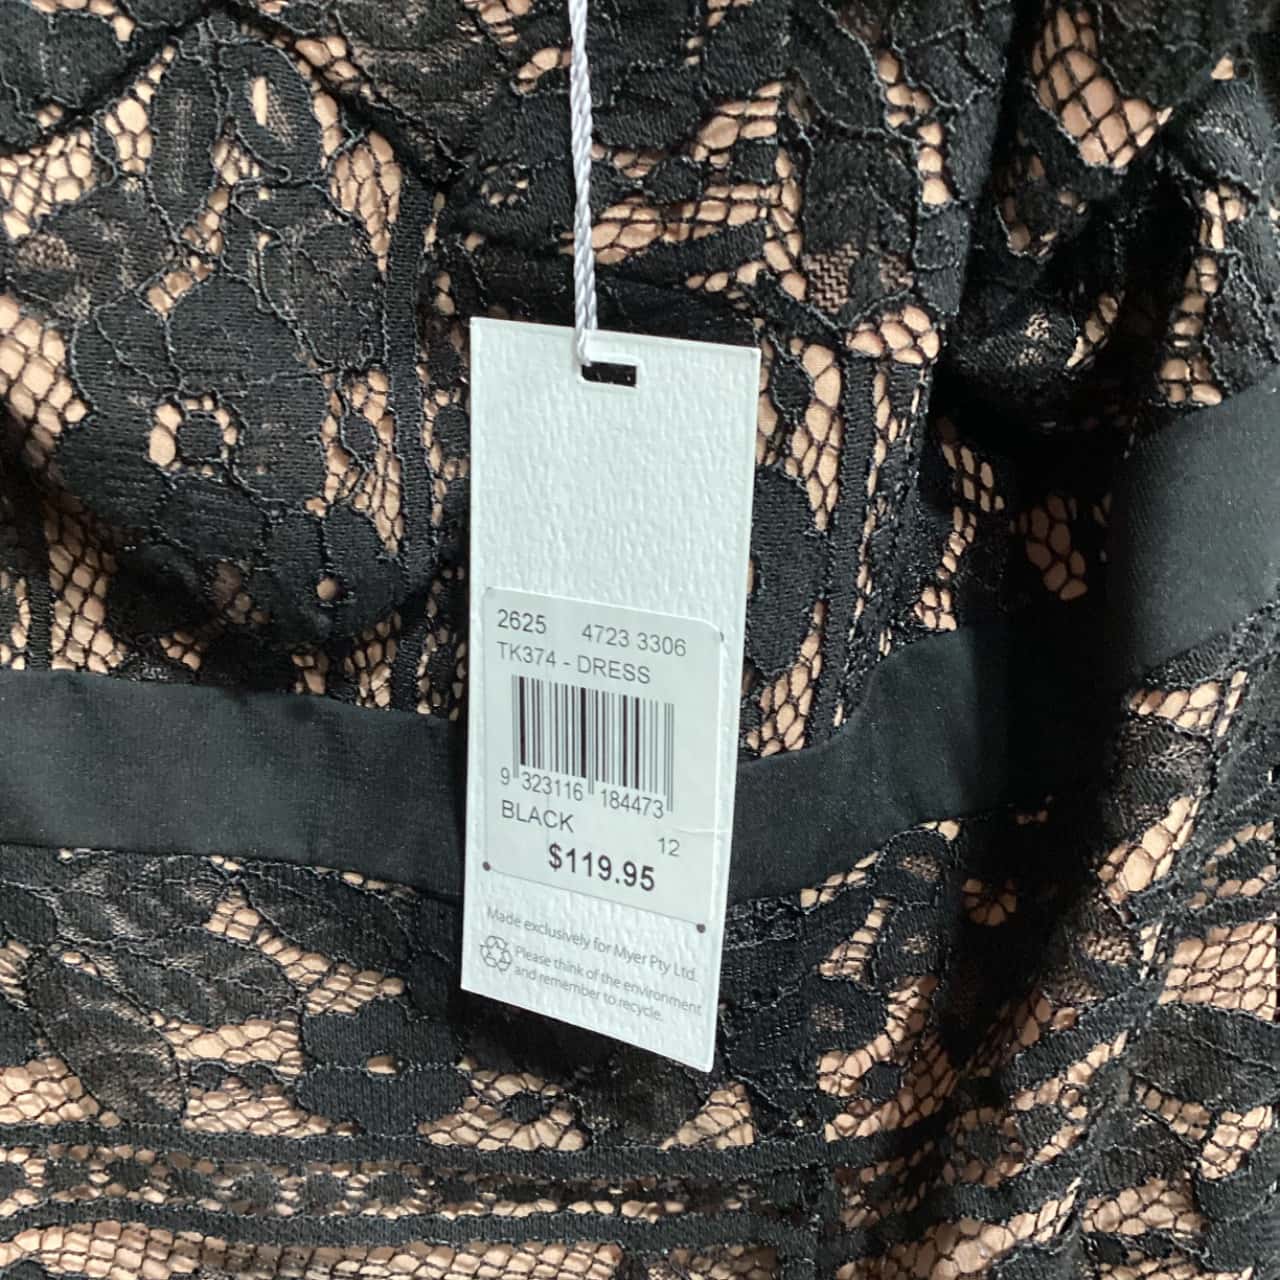 2625 4723 3306
TK374 - DRESS
9 323116 184473
BLACK
12
$119.95
Made exclusively for Myer Pty Ltd.
Please think of the environment
and remember to recycle.